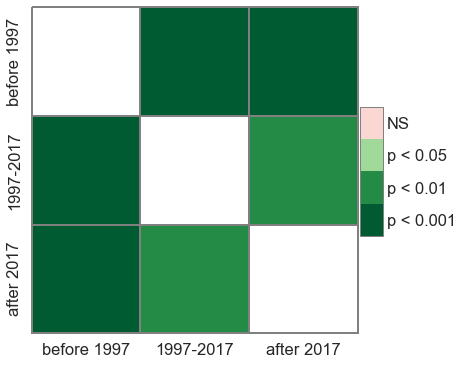 before 1997
1997-2017
after 2017
NS
p < 0.05
p < 0.01
p < 0.001
before 1997
1997-2017
after 2017